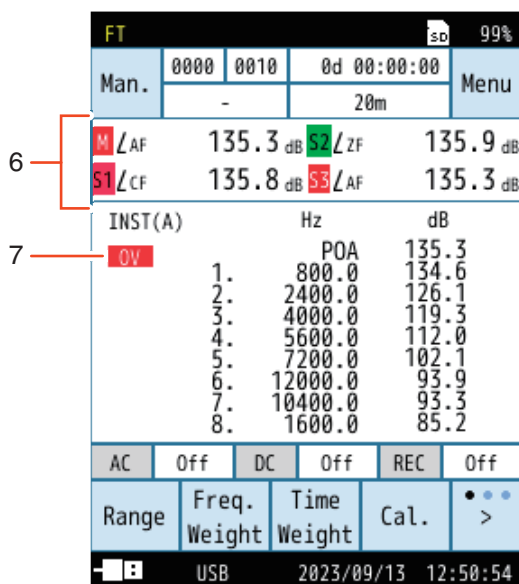 FT SD 99%
Man. 0000 0010 0d 00:00:00 Menu
- 20m
6
M LAF 135.3 dB S2 LZF 135.9 dB
S1 LCF 135.8 dB S3 LAF 135.3 dB
INST(A) Hz dB
7
OV POA 135.3
1. 800.0 134.6
2. 2400.0 126.1
3. 4000.0 119.3
4. 5600.0 112.0
5. 7200.0 102.1
6. 12000.0 93.9
7. 10400.0 93.3
8. 1600.0 85.2
AC Off DC Off REC Off
Range Freq. Weight Time Weight Cal. >
USB 2023/09/13 12:50:54